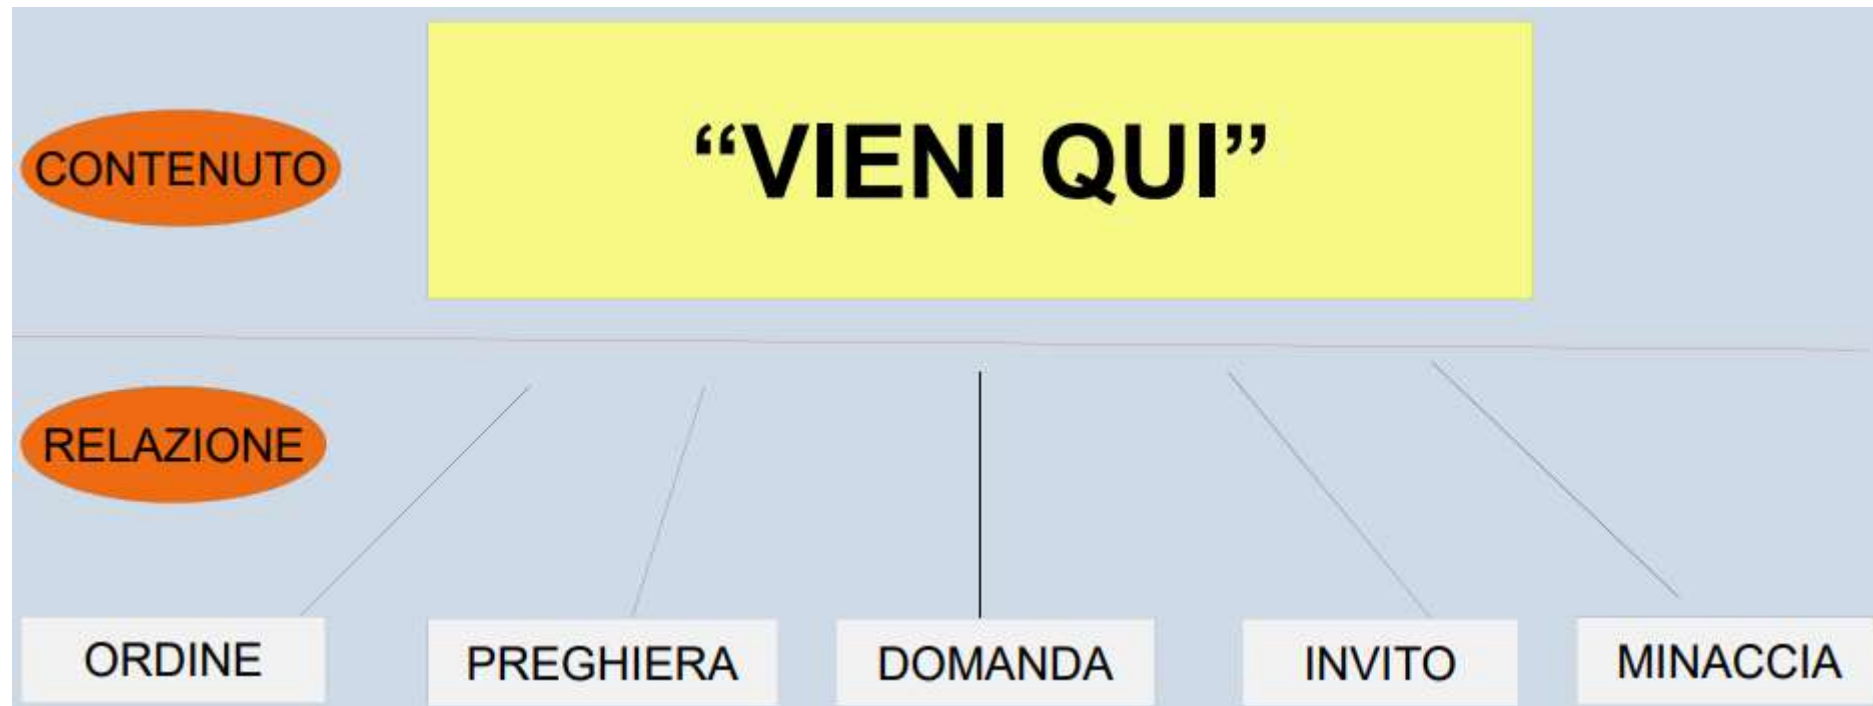 CONTENUTO
“VIENI QUI”
RELAZIONE
ORDINE
PREGHIERA
DOMANDA
INVITO
MINACCIA